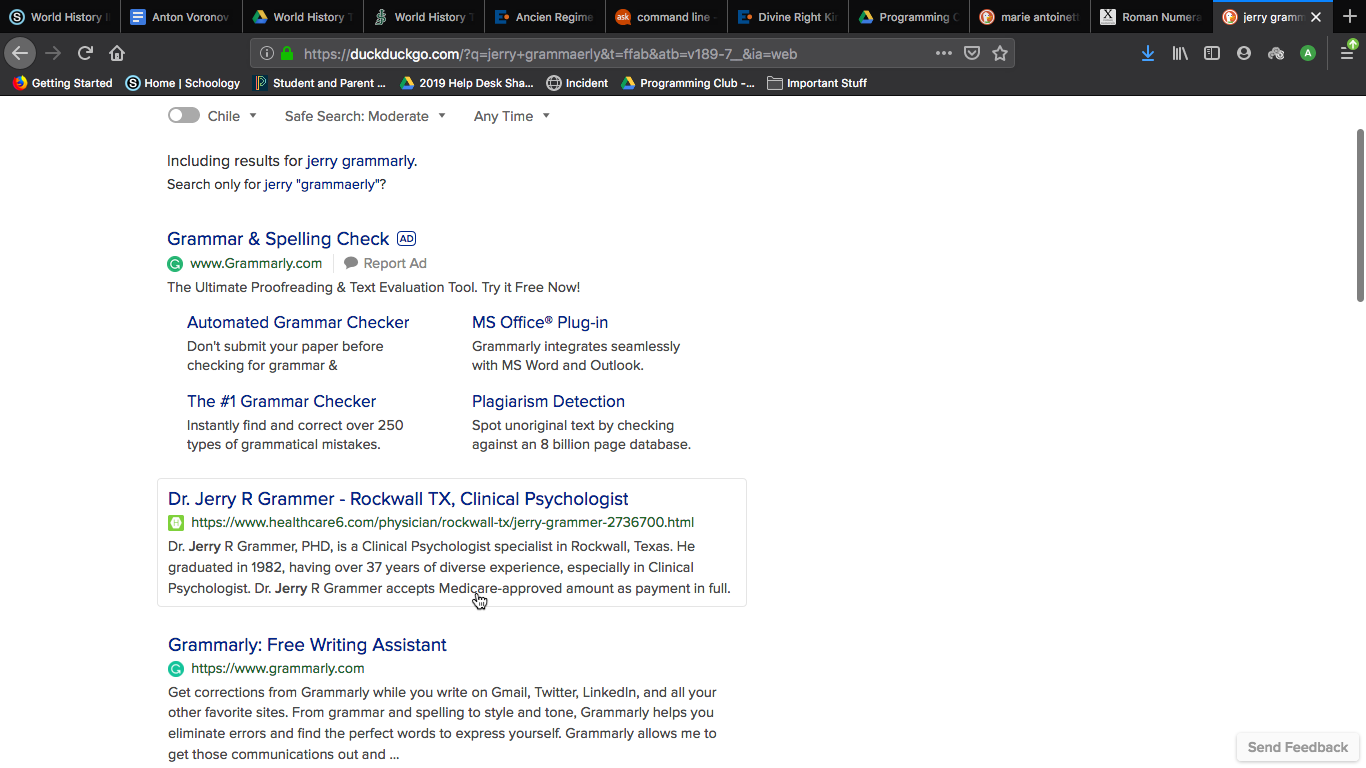 World History I
Anton Voronov
World History T
World History T
Ancien Regime
ask command line -
Divine Right Kin
Programming C
marie antoinett
X Roman Numera
jerry gramm
https://duckduckgo.com/?q=jerry+grammaerly&t=ffab&atb=v189-7__&ia=web
A
Getting Started S Home | Schoology Student and Parent ... 2019 Help Desk Sha... Incident Programming Club -... Important Stuff
Chile Safe Search: Moderate Any Time
Including results for jerry grammarly.
Search only for jerry "grammaerly"?
Grammar & Spelling Check AD
www.Grammarly.com Report Ad
The Ultimate Proofreading & Text Evaluation Tool. Try it Free Now!
Automated Grammar Checker
Don't submit your paper before
checking for grammar &
MS Office® Plug-in
Grammarly integrates seamlessly
with MS Word and Outlook.
The #1 Grammar Checker
Instantly find and correct over 250
types of grammatical mistakes.
Plagiarism Detection
Spot unoriginal text by checking
against an 8 billion page database.
Dr. Jerry R Grammer - Rockwall TX, Clinical Psychologist
https://www.healthcare6.com/physician/rockwall-tx/jerry-grammer-2736700.html
Dr. Jerry R Grammer, PHD, is a Clinical Psychologist specialist in Rockwall, Texas. He
graduated in 1982, having over 37 years of diverse experience, especially in Clinical
Psychologist. Dr. Jerry R Grammer accepts Medicare-approved amount as payment in full.
Grammarly: Free Writing Assistant
https://www.grammarly.com
Get corrections from Grammarly while you write on Gmail, Twitter, LinkedIn, and all your
other favorite sites. From grammar and spelling to style and tone, Grammarly helps you
eliminate errors and find the perfect words to express yourself. Grammarly allows me to
get those communications out and ...
Send Feedback